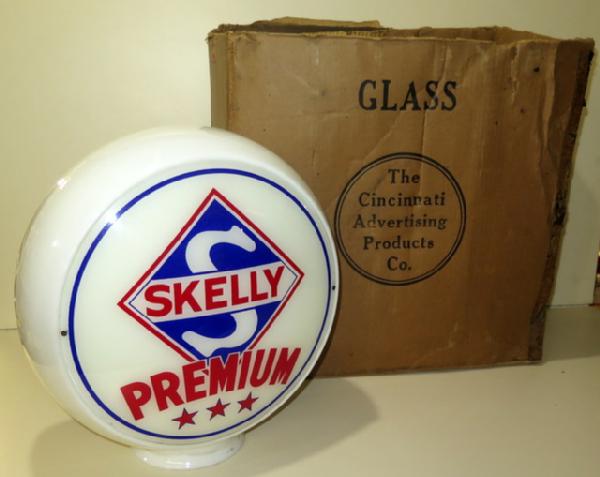 GLASS
The
Cincinnati
Advertising
Products
Co.
S
SKELLY
PREMIUM